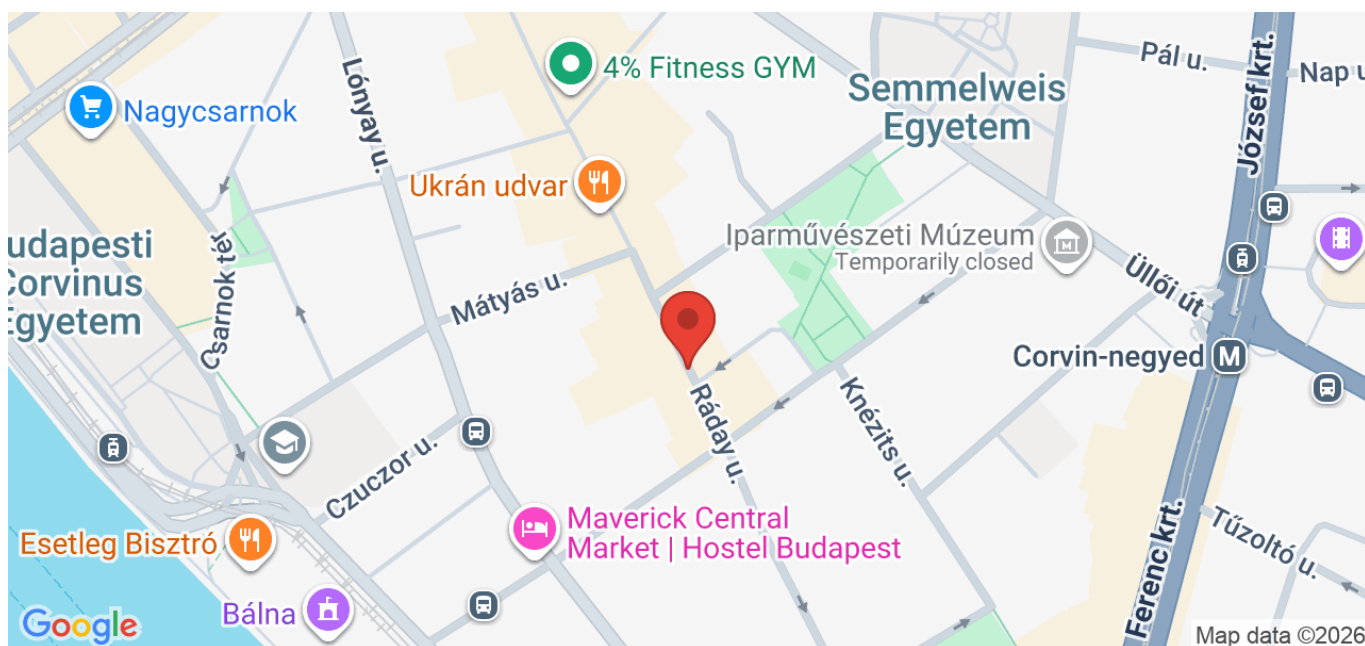 4% Fitness GYM
Pál u.
József krt.
Nap u
Lónyay u.
Nagycsarnok
Semmelweis
Egyetem
Ukrán udvar
Iparművészeti Múzeum
Temporarily closed
udapesti
Corvinus
Egyetem
Csarnok tér
Mátyás u.
Üllői út
Corvin-negyed
M
Ráday u.
Knézits u.
Czuczor u.
Maverick Central
Market | Hostel Budapest
Esetleg Bisztró
Tűzoltó u.
Ferenc krt.
Bálna
Google
Map data ©2026